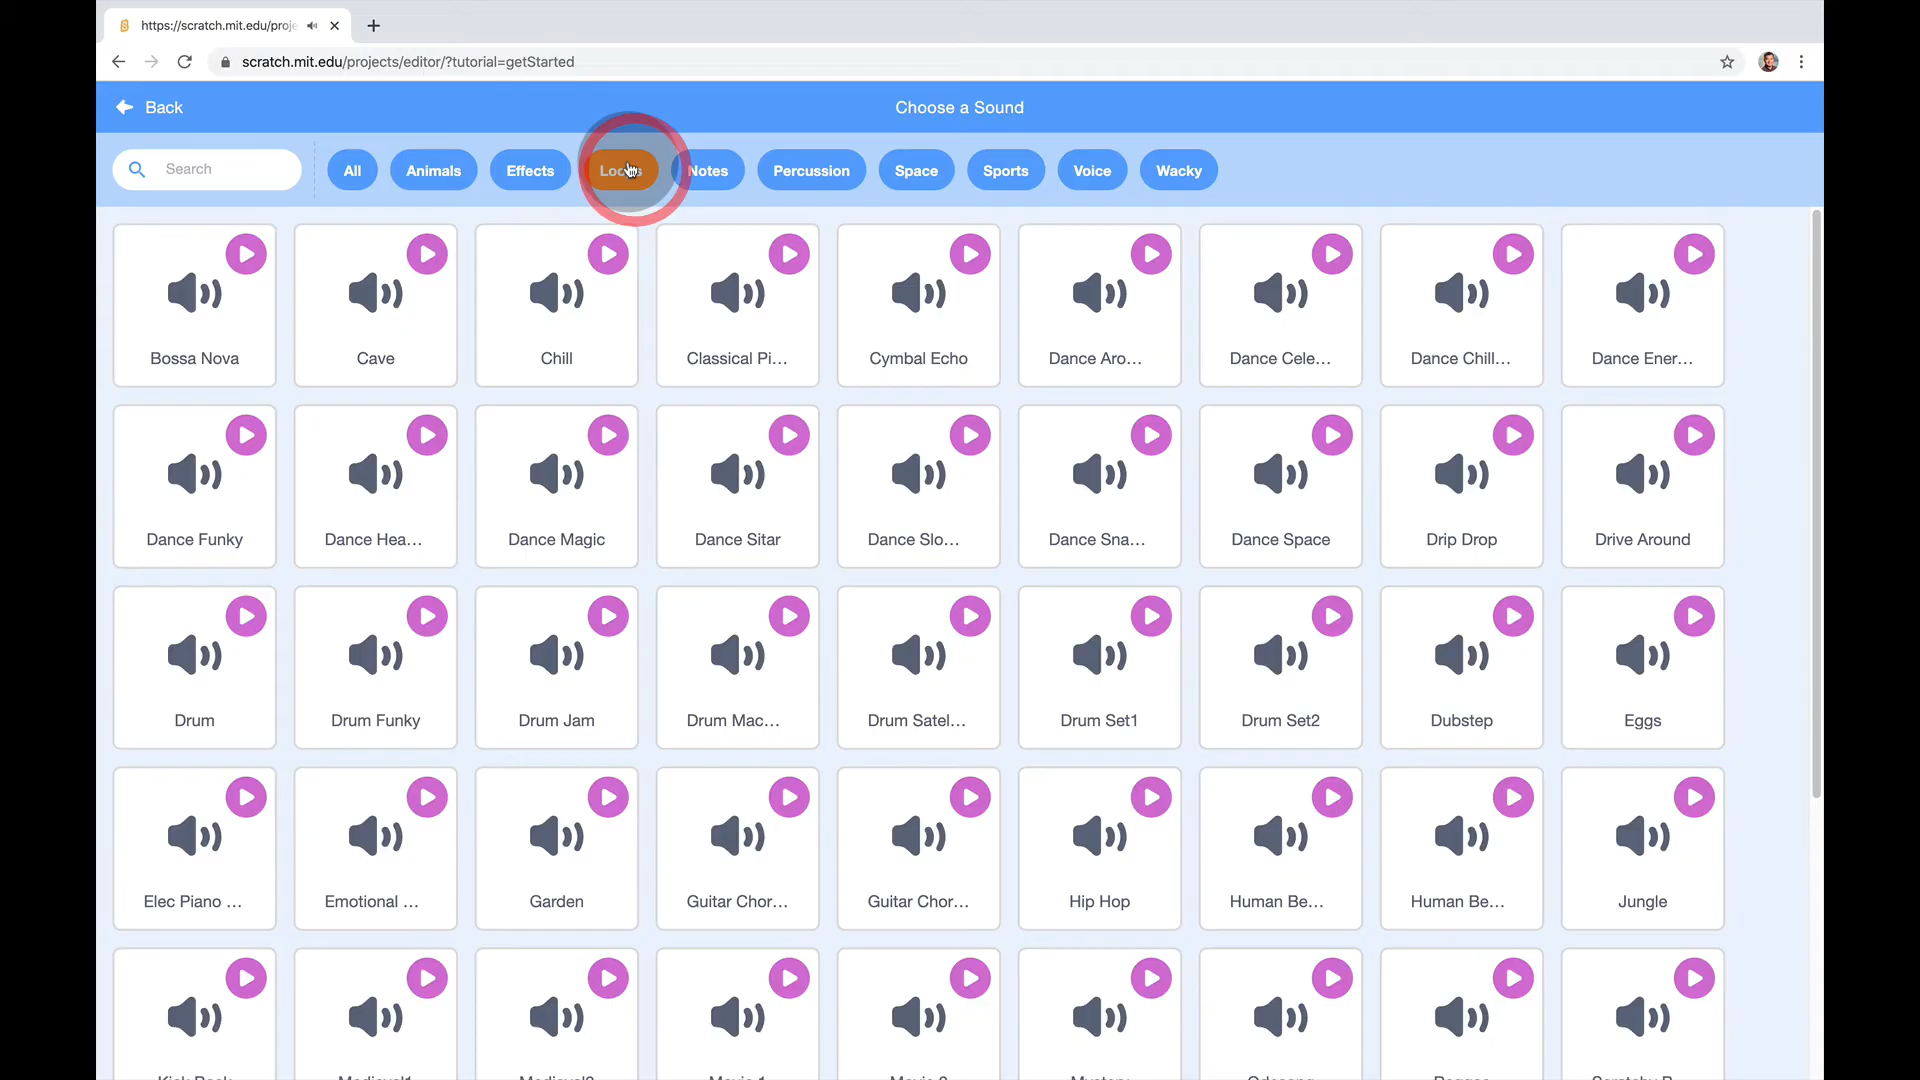 https://scratch.mit.edu/proje
scratch.mit.edu/projects/editor/?tutorial=getStarted
Back
Choose a Sound
Search
All
Animals
Effects
Notes
Percussion
Space
Sports
Voice
Wacky
Bossa Nova
Cave
Chill
Classical Pi...
Cymbal Echo
Dance Aro...
Dance Cele...
Dance Chill...
Dance Ener...
Dance Funky
Dance Hea...
Dance Magic
Dance Sitar
Dance Slo...
Dance Sna...
Dance Space
Drip Drop
Drive Around
Drum
Drum Funky
Drum Jam
Drum Mac...
Drum Satel...
Drum Set1
Drum Set2
Dubstep
Eggs
Elec Piano ...
Emotional ...
Garden
Guitar Chor...
Guitar Chor...
Hip Hop
Human Be...
Human Be...
Jungle